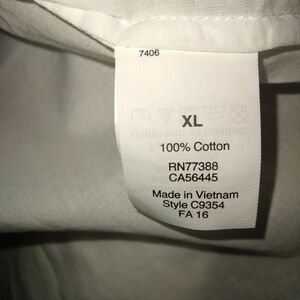 7406
XL
100% Cotton
RN77388
CA56445
Made in Vietnam
Style C9354
FA 16